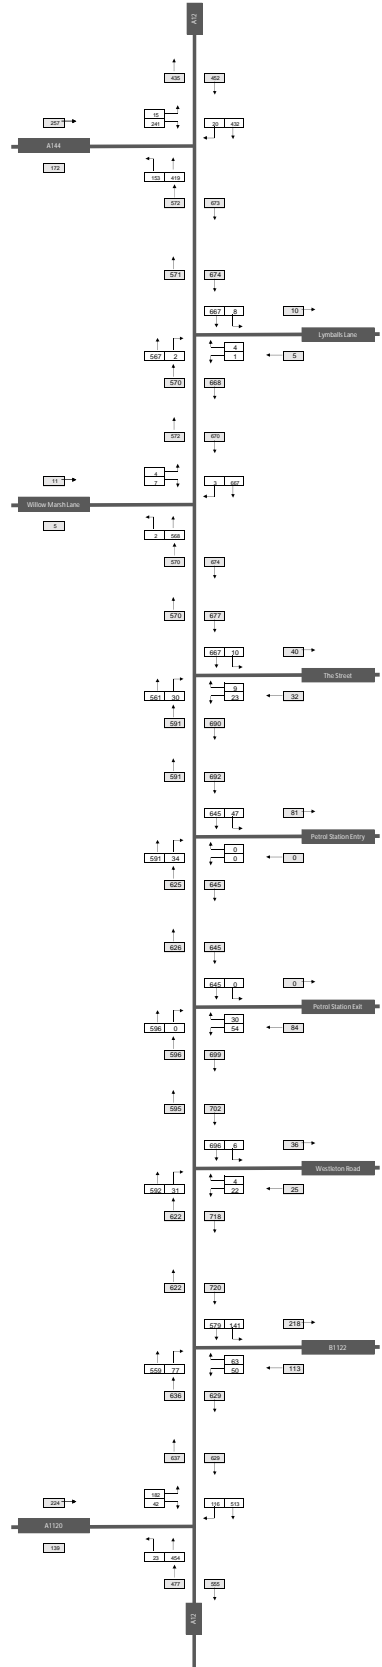 A12
435 452
15
257 241 20 432
A144
172 153 419
572 673
571 674
667 8 10
Lymballs Lane
4
567 2 1 5
570 668
572 670
4
11 7 3 667
Willow Marsh Lane
5 2 568
570 674
570 677
667 10 40
The Street
9
561 30 23 32
591 690
591 692
645 47 81
Petrol Station Entry
0
591 34 0 0
625 645
626 645
645 0 0
Petrol Station Exit
30
596 0 54 84
596 699
595 702
696 6 36
Westleton Road
4
592 31 22 25
622 718
622 720
579 141 218
B1122
63
559 77 50 113
636 629
637 629
182
224 42 116 513
A1120
139 23 454
477 555
A12